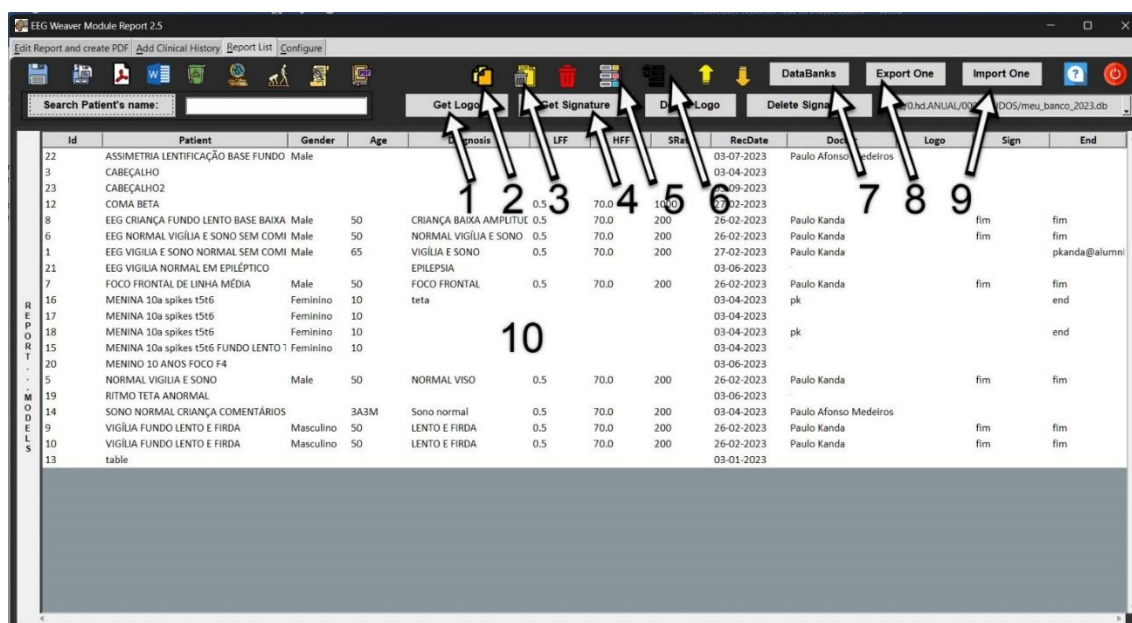 EEG Weaver Module Report 2.5
Edit Report and create PDF Add Clinical History Report List Configure
DataBanks Export One Import One
Search Patient's name: Get Logo Get Signature Logo Delete /0.hd.ANUAL/ DOS/meu_banco_2023.db
Id Patient Gender Age LFF HFF RecDate Logo Sign End
22 ASSIMETRIA LENTIFICAÇÃO BASE FUNDO Male 03-07-2023 Paulo Afonso Medeiros
3 CABEÇALHO 03-04-2023
23 CABEÇALHO2 03-09-2023
12 COMA BETA 0.5 70.0 1000 27-02-2023
1 2 3 4 5 6 7 8 9
8 EEG CRIANÇA FUNDO LENTO BASE BAIXA Male 50 CRIANÇA BAIXA AMPLITUD 0.5 70.0 200 26-02-2023 Paulo Kanda fim fim
6 EEG NORMAL VIGÍLIA E SONO SEM COMI Male 50 NORMAL VIGÍLIA E SONO 0.5 70.0 200 26-02-2023 Paulo Kanda fim fim
1 EEG VIGILIA E SONO NORMAL SEM COMI Male 65 VIGÍLIA E SONO 0.5 70.0 200 27-02-2023 Paulo Kanda pkanda@alumni
21 EEG VIGILIA NORMAL EM EPILÉPTICO EPILEPSIA 03-06-2023
7 FOCO FRONTAL DE LINHA MÉDIA Male 50 FOCO FRONTAL 0.5 70.0 200 26-02-2023 Paulo Kanda fim fim
16 MENINA 10a spikes t5t6 Feminino 10 teta 03-04-2023 pk end
17 MENINA 10a spikes t5t6 Feminino 10 03-04-2023
18 MENINA 10a spikes t5t6 Feminino 10 03-04-2023 pk end
10
15 MENINA 10a spikes t5t6 FUNDO LENTO T Feminino 10 03-04-2023
20 MENINO 10 ANOS FOCO F4 03-06-2023
5 NORMAL VIGILIA E SONO Male 50 NORMAL VISO 0.5 70.0 200 26-02-2023 Paulo Kanda fim fim
19 RITMO TETA ANORMAL 03-06-2023
14 SONO NORMAL CRIANÇA COMENTÁRIOS 3A3M Sono normal 0.5 70.0 200 03-04-2023 Paulo Afonso Medeiros
9 VIGÍLIA FUNDO LENTO E FIRDA Masculino 50 LENTO E FIRDA 0.5 70.0 200 26-02-2023 Paulo Kanda fim fim
10 VIGÍLIA FUNDO LENTO E FIRDA Masculino 50 LENTO E FIRDA 0.5 70.0 200 26-02-2023 Paulo Kanda fim fim
13 table 03-01-2023
REPORT...MODELS